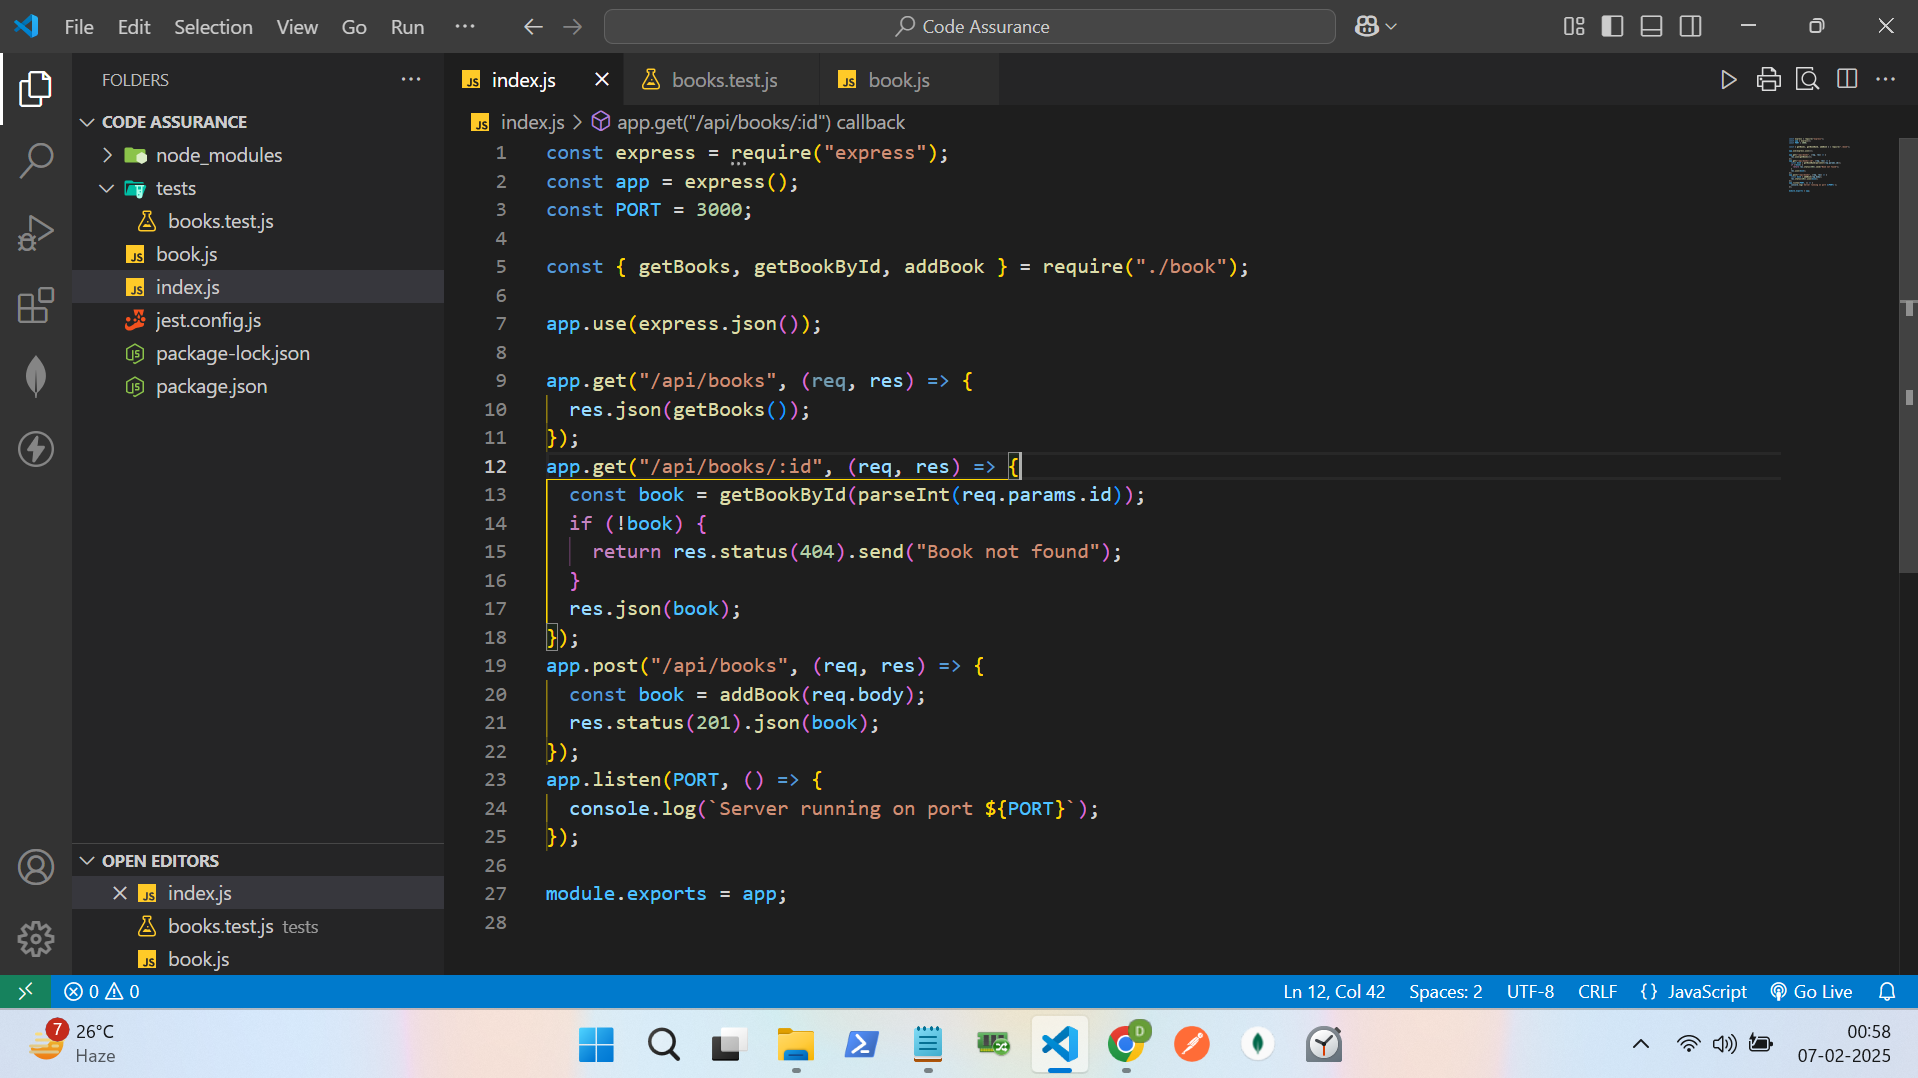 File Edit Selection View Go Run ··· Code Assurance
FOLDERS ···
CODE ASSURANCE
node_modules
tests
books.test.js
book.js
index.js
jest.config.js
package-lock.json
package.json
OPEN EDITORS
index.js
books.test.js tests
book.js
index.js books.test.js book.js
index.js > app.get("/api/books/:id") callback
1 const express = require("express");
2 const app = express();
3 const PORT = 3000;
4
5 const { getBooks, getBookById, addBook } = require("./book");
6
7 app.use(express.json());
8
9 app.get("/api/books", (req, res) => {
10 res.json(getBooks());
11 });
12 app.get("/api/books/:id", (req, res) => {
13 const book = getBookById(parseInt(req.params.id));
14 if (!book) {
15 return res.status(404).send("Book not found");
16 }
17 res.json(book);
18 });
19 app.post("/api/books", (req, res) => {
20 const book = addBook(req.body);
21 res.status(201).json(book);
22 });
23 app.listen(PORT, () => {
24 console.log(`Server running on port ${PORT}`);
25 });
26
27 module.exports = app;
28
0 0 Ln 12, Col 42 Spaces: 2 UTF-8 CRLF {} JavaScript Go Live
7 26°C
Haze
D
00:58
07-02-2025